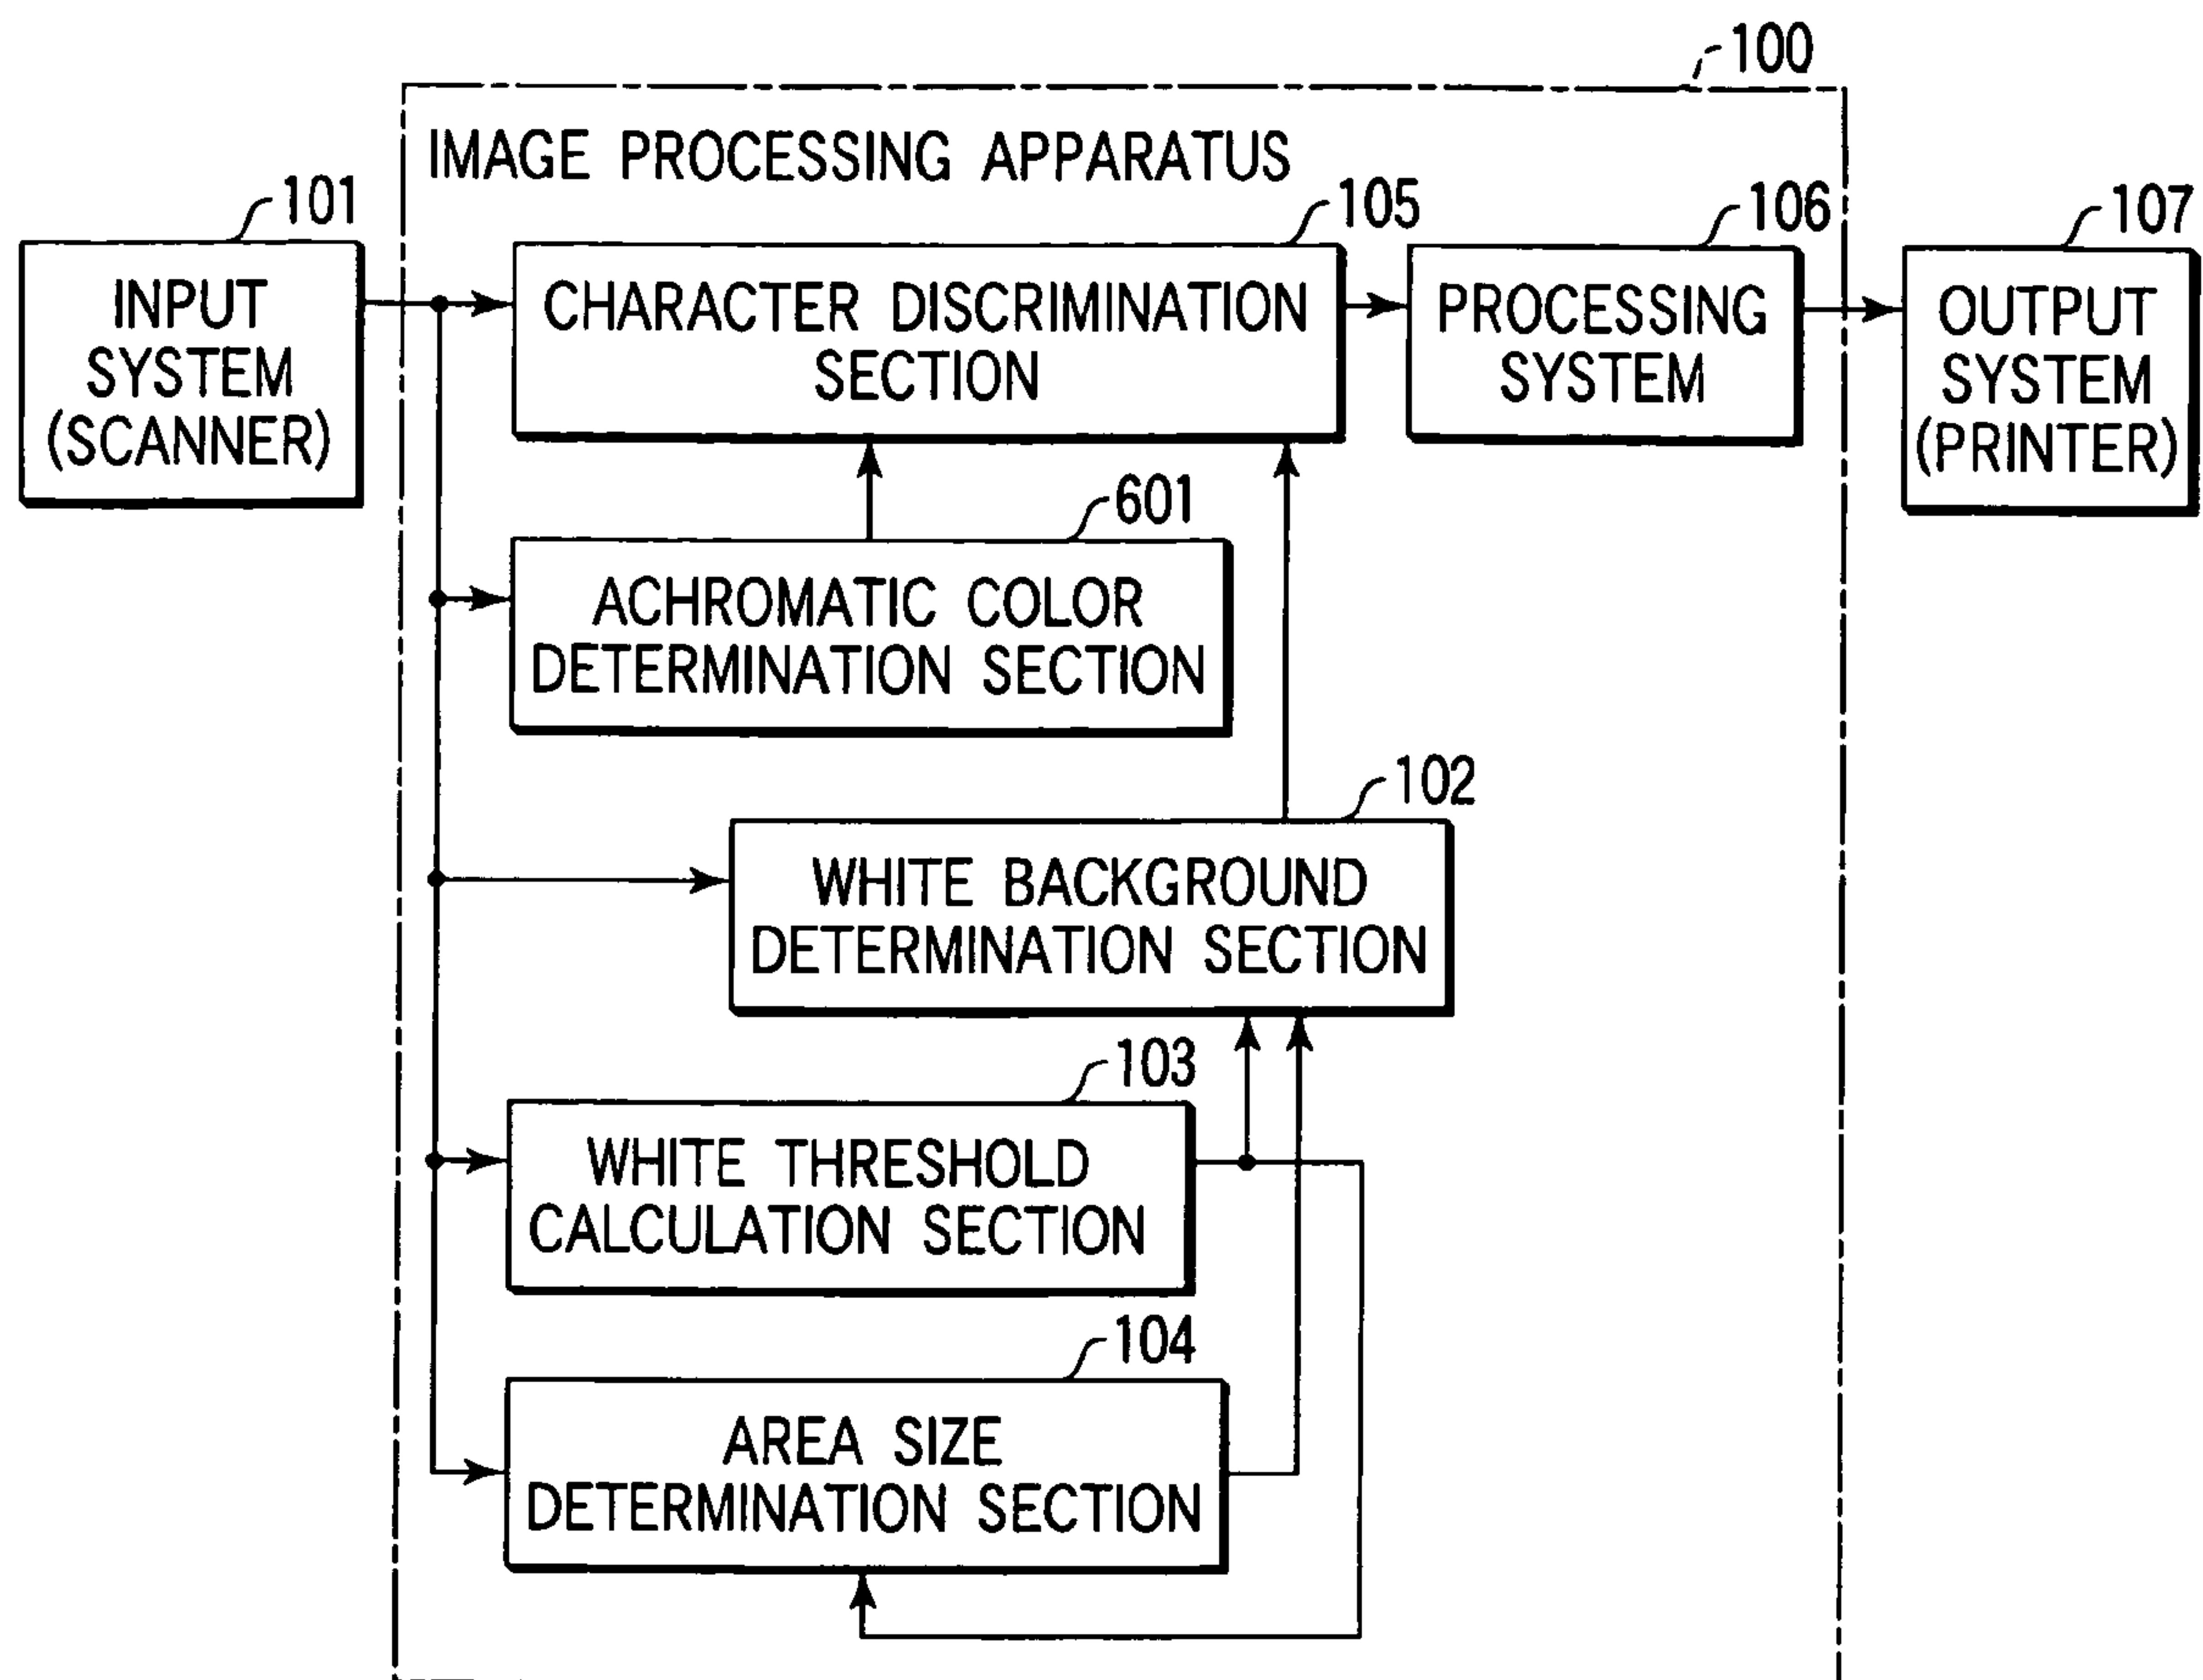 100
IMAGE PROCESSING APPARATUS
101
105
106
107
INPUT
SYSTEM
(SCANNER)
CHARACTER DISCRIMINATION
SECTION
PROCESSING
SYSTEM
OUTPUT
SYSTEM
(PRINTER)
601
ACHROMATIC COLOR
DETERMINATION SECTION
102
WHITE BACKGROUND
DETERMINATION SECTION
103
WHITE THRESHOLD
CALCULATION SECTION
104
AREA SIZE
DETERMINATION SECTION